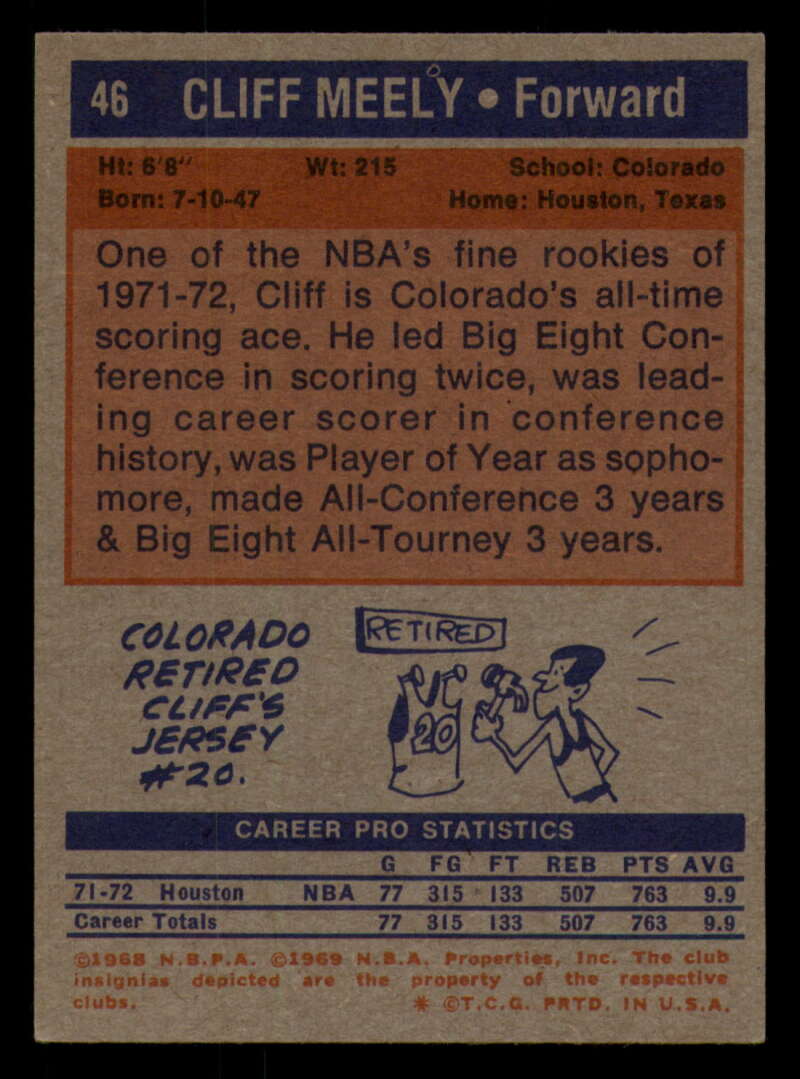 46 CLIFF MEELY • Forward
Ht: 6'8" Wt: 215 School: Colorado
Born: 7-10-47 Home: Houston, Texas
One of the NBA's fine rookies of
1971-72, Cliff is Colorado's all-time
scoring ace. He led Big Eight Con-
ference in scoring twice, was lead-
ing career scorer in conference
history, was Player of Year as sopho-
more, made All-Conference 3 years
& Big Eight All-Tourney 3 years.
COLORADO
RETIRED
CLIFF'S
JERSEY
#20.
RETIRED
20
CAREER PRO STATISTICS
G FG FT REB PTS AVG
71-72 Houston NBA 77 315 133 507 763 9.9
Career Totals 77 315 133 507 763 9.9
©1968 N.B.P.A. ©1969 N.B.A. Properties, Inc. The club
insignias depicted are the property of the respective
clubs. * ©T.C.G. PRTD. IN U.S.A.